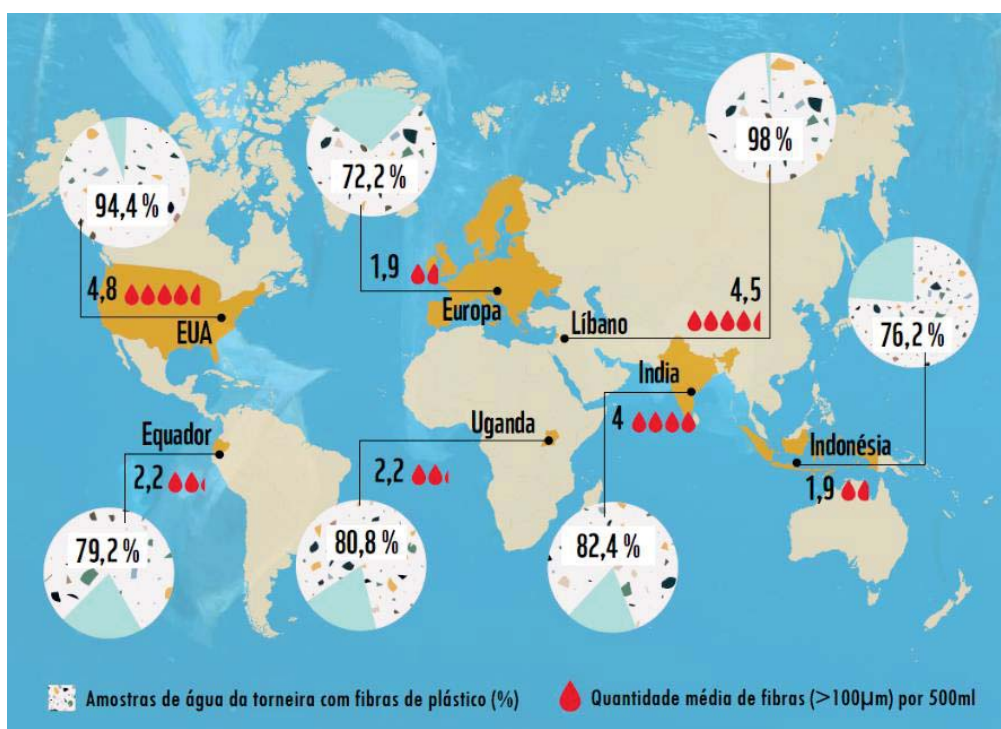 94,4 %
4,8
EUA
72,2 %
1,9
Europa
98 %
4,5
Líbano
76,2 %
India
4
Indonésia
1,9
Equador
2,2
79,2 %
Uganda
2,2
80,8 %
82,4 %
Amostras de água da torneira com fibras de plástico (%)
Quantidade média de fibras (>100µm) por 500ml